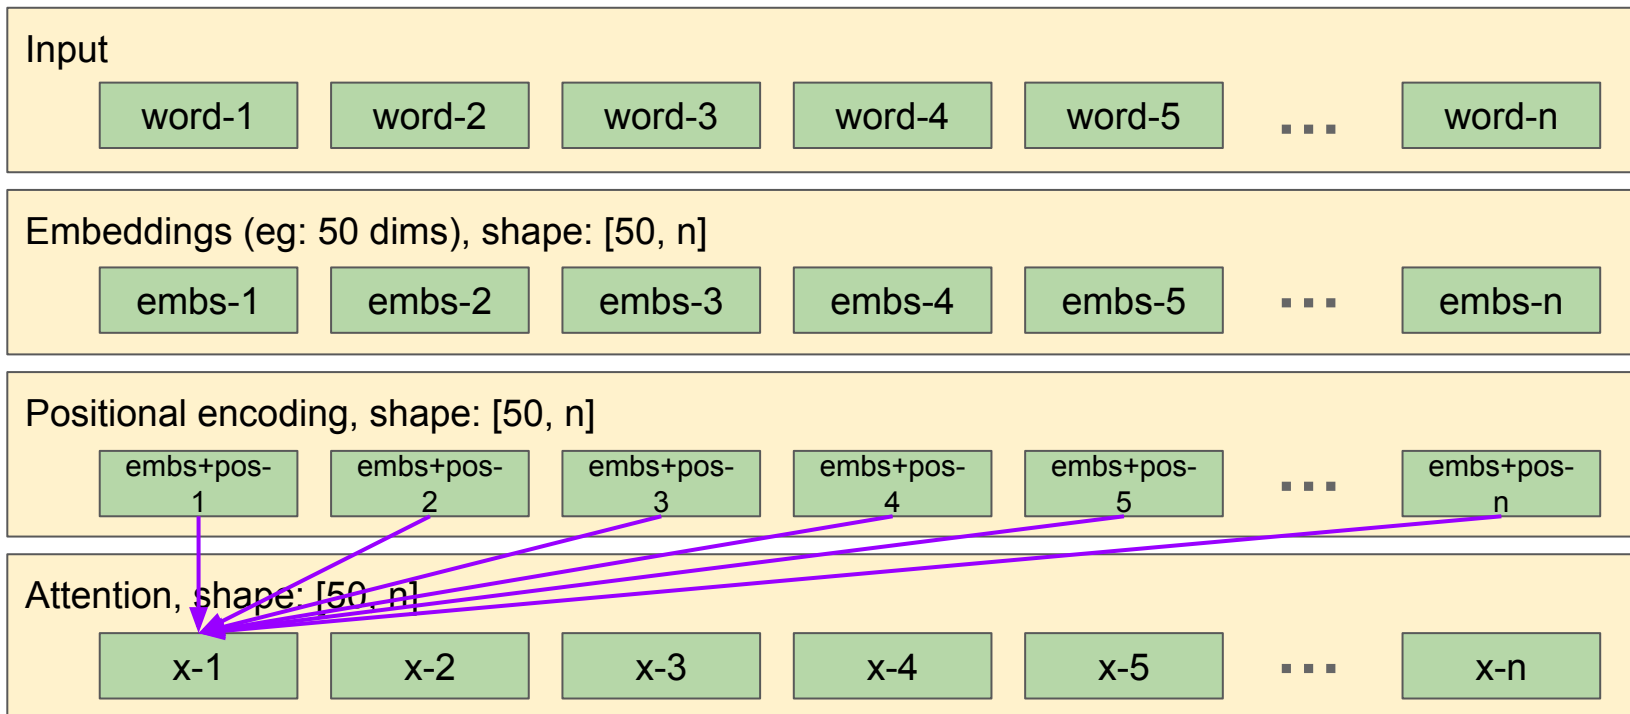 Input
word-1 word-2 word-3 word-4 word-5 ... word-n
Embeddings (eg: 50 dims), shape: [50, n]
embs-1 embs-2 embs-3 embs-4 embs-5 ... embs-n
Positional encoding, shape: [50, n]
embs+pos-1 embs+pos-2 embs+pos-3 embs+pos-4 embs+pos-5 ... embs+pos-n
Attention, shape: [50, n]
x-1 x-2 x-3 x-4 x-5 ... x-n